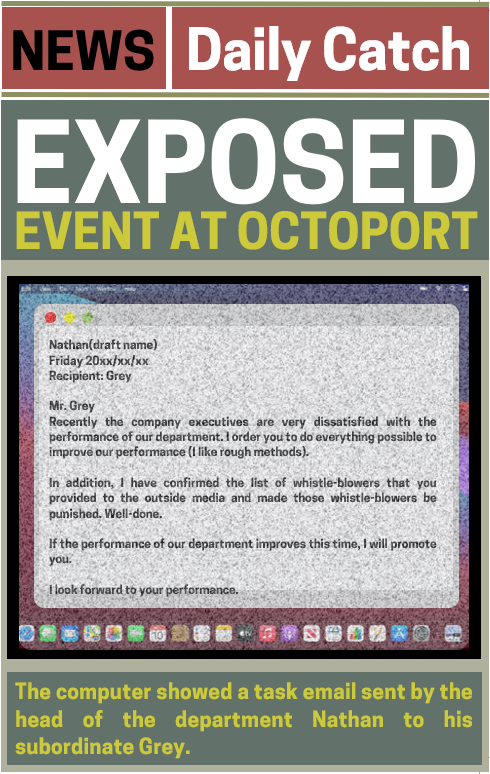 NEWS Daily Catch
EXPOSED
EVENT AT OCTOPORT
Nathan(draft name)
Friday 20xx/xx/xx
Recipient: Grey
Mr. Grey
Recently the company executives are very dissatisfied with the
performance of our department. I order you to do everything possible to
improve our performance (I like rough methods).
In addition, I have confirmed the list of whistle-blowers that you
provided to the outside media and made those whistle-blowers be
punished. Well-done.
If the performance of our department improves this time, I will promote
you.
I look forward to your performance.
The computer showed a task email sent by the
head of the department Nathan to his
subordinate Grey.